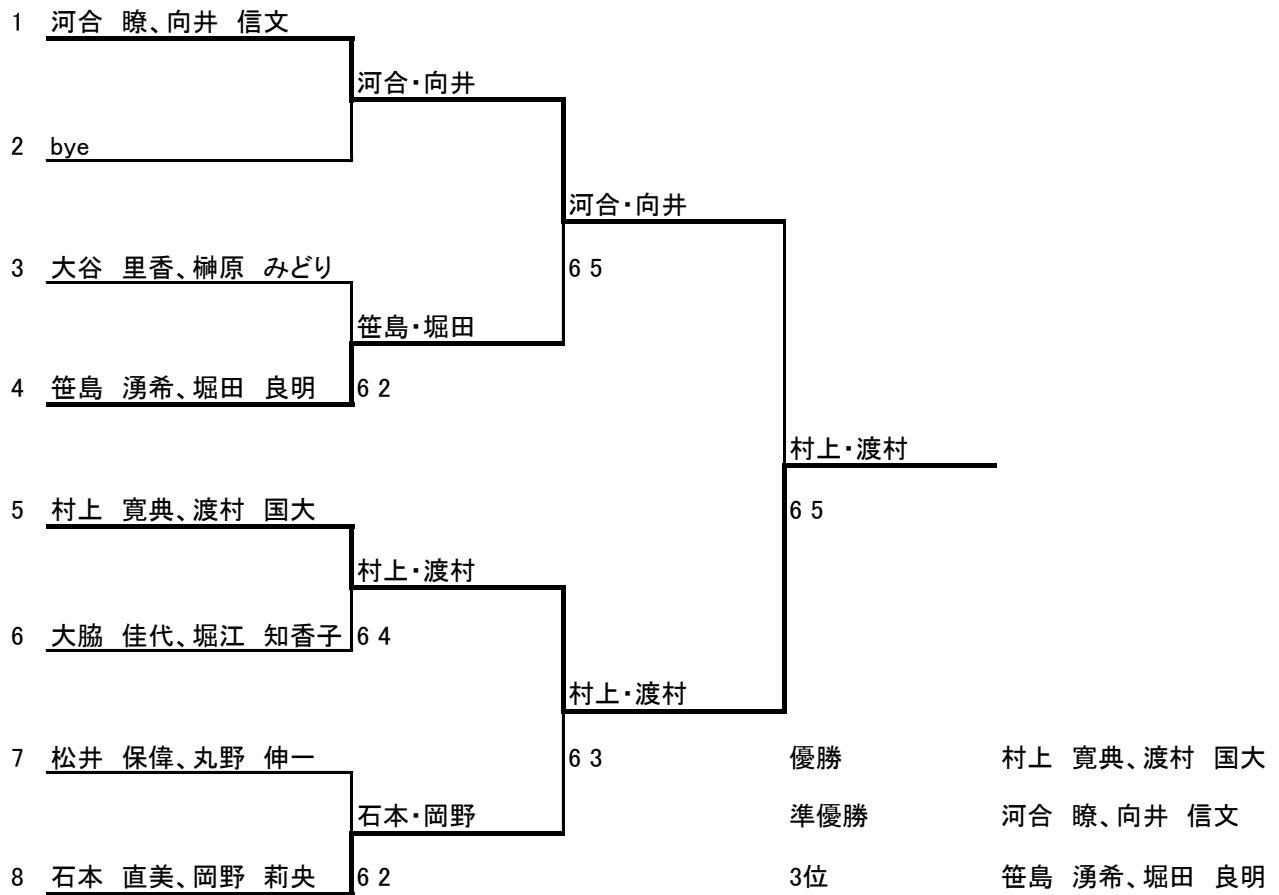 1 河合 瞭、向井 信文
河合・向井
2 bye
河合・向井
3 大谷 里香、榊原 みどり
6 5
笹島・堀田
4 笹島 湧希、堀田 良明
6 2
村上・渡村
5 村上 寛典、渡村 国大
6 5
村上・渡村
6 大脇 佳代、堀江 知香子
6 4
村上・渡村
7 松井 保偉、丸野 伸一
6 3
優勝 村上 寛典、渡村 国大
石本・岡野
準優勝 河合 瞭、向井 信文
8 石本 直美、岡野 莉央
6 2
3位 笹島 湧希、堀田 良明